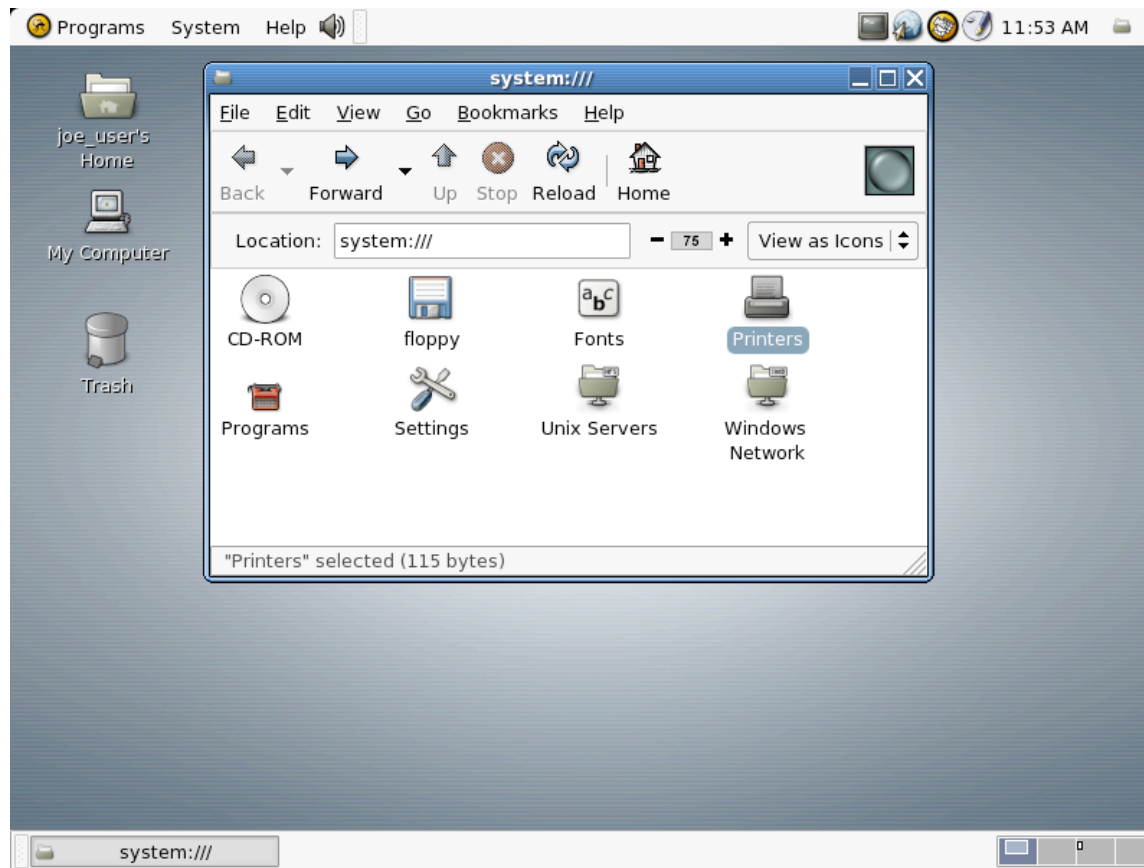 Programs System Help 11:53 AM
system:///
joe_user's
Home
My Computer
Trash
File Edit View Go Bookmarks Help
Back Forward Up Stop Reload Home
Location: system:/// 75 View as Icons
CD-ROM floppy Fonts Printers
Programs Settings Unix Servers Windows
Network
"Printers" selected (115 bytes)
system:///